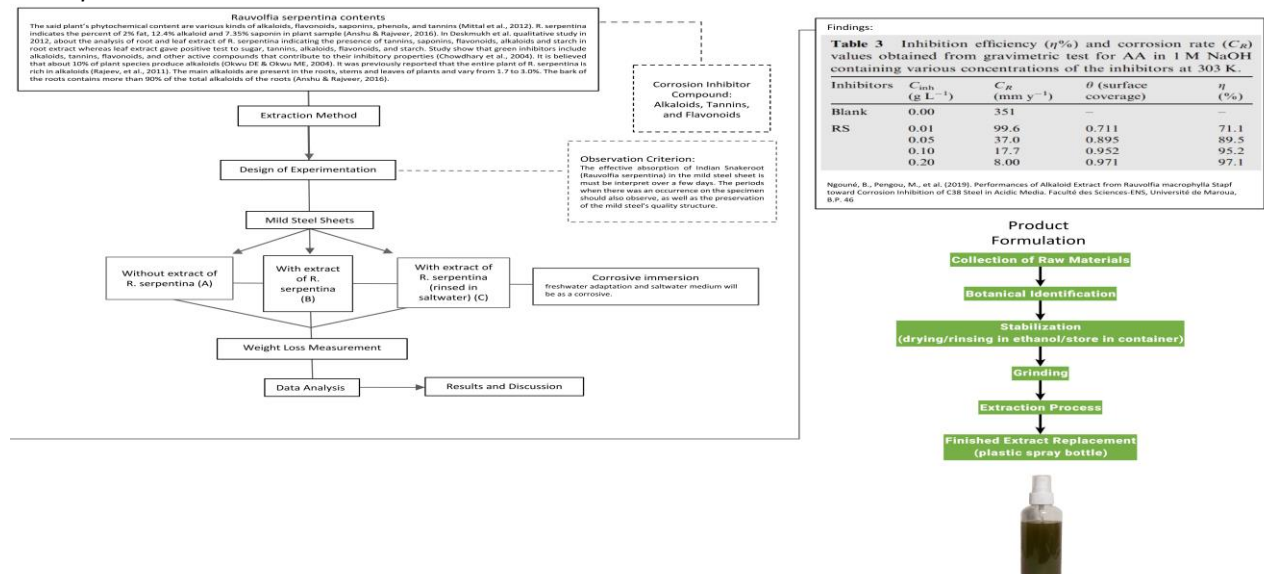 Rauvolfia serpentina contents
The said plant's phytochemical content are various kinds of alkaloids, flavonoids, saponins, phenols, and tannins (Mittal et al., 2012). R. serpentina
indicates the percent of 2% fat, 12.4% alkaloid and 7.35% saponin in plant sample (Anshu & Rajveer, 2016). In Deskmukh et al. qualitative study in
2012, about the analysis of root and leaf extract of R. serpentina indicating the presence of tannins, saponins, flavonoids, alkaloids and starch in
root extract whereas leaf extract gave positive test to sugar, tannins, alkaloids, flavonoids, and starch. Study show that green inhibitors include
alkaloids, tannins, flavonoids, and other active compounds that contribute to their inhibitory properties (Chowdhary et al., 2004). It is believed
that about 10% of plant species produce alkaloids (Okwu DE & Okwu ME, 2004). It was previously reported that the entire plant of R. serpentina is
rich in alkaloids (Rajeev, et al., 2011). The main alkaloids are present in the roots, stems and leaves of plants and vary from 1.7 to 3.0%. The bark of
the roots contains more than 90% of the total alkaloids of the roots (Anshu & Rajveer, 2016).
Corrosion Inhibitor
Compound:
Alkaloids, Tannins,
and Flavonoids
Extraction Method
Design of Experimentation
Observation Criterion:
The effective absorption of Indian Snakeroot
(Rauvolfia serpentina) in the mild steel sheet is
must be interpret over a few days. The periods
when there was an occurrence on the specimen
should also observe, as well as the preservation
of the mild steel's quality structure.
Mild Steel Sheets
Without extract of
R. serpentina (A)
With extract
of R.
serpentina
(B)
With extract of
R. serpentina
(rinsed in
saltwater) (C)
Corrosive immersion
freshwater adaptation and saltwater medium will
be as a corrosive.
Weight Loss Measurement
Data Analysis
Results and Discussion
Findings:
Table 3 Inhibition efficiency (η%) and corrosion rate (C_R)
values obtained from gravimetric test for AA in 1 M NaOH
containing various concentrations of the inhibitors at 303 K.
Inhibitors C_inh C_R θ (surface η
(g L⁻¹) (mm y⁻¹) coverage) (%)
Blank 0.00 351 – –
RS 0.01 99.6 0.711 71.1
0.05 37.0 0.895 89.5
0.10 17.7 0.952 95.2
0.20 8.00 0.971 97.1
Ngouné, B., Pengou, M., et al. (2019). Performances of Alkaloid Extract from Rauvolfia macrophylla Stapf
toward Corrosion Inhibition of C38 Steel in Acidic Media. Faculté des Sciences-ENS, Université de Maroua,
B.P. 46
Product
Formulation
Collection of Raw Materials
Botanical Identification
Stabilization
(drying/rinsing in ethanol/store in container)
Grinding
Extraction Process
Finished Extract Replacement
(plastic spray bottle)